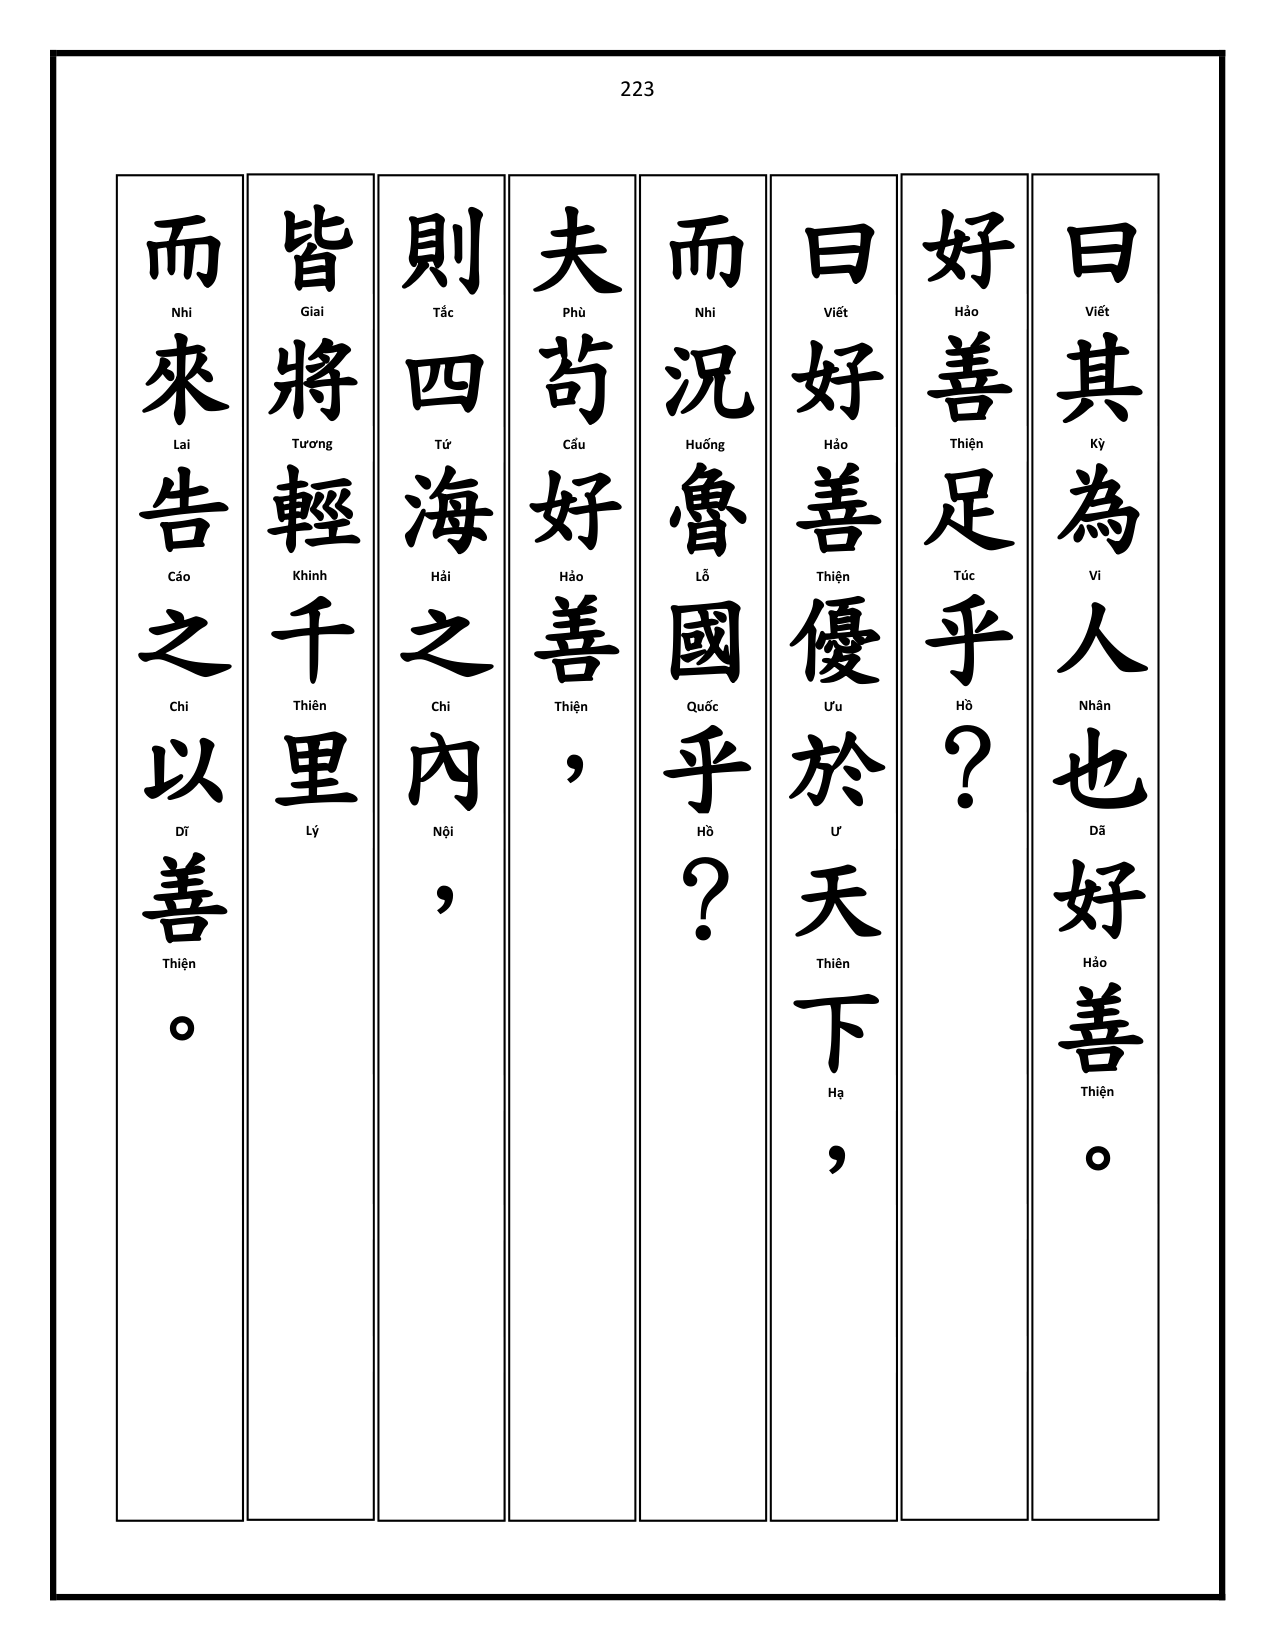 223
曰其為人也好善。
Viết Kỳ Vi Nhân Dã Hảo Thiện
好善足乎？
Hảo Thiện Túc Hồ
曰好善優於天下，
Viết Hảo Thiện Ưu Ư Thiên Hạ
而況魯國乎？
Nhi Huống Lỗ Quốc Hồ
夫苟好善，
Phù Cẩu Hảo Thiện
則四海之內，
Tắc Tứ Hải Chi Nội
皆將輕千里
Giai Tương Khinh Thiên Lý
而來告之以善。
Nhi Lai Cáo Chi Dĩ Thiện